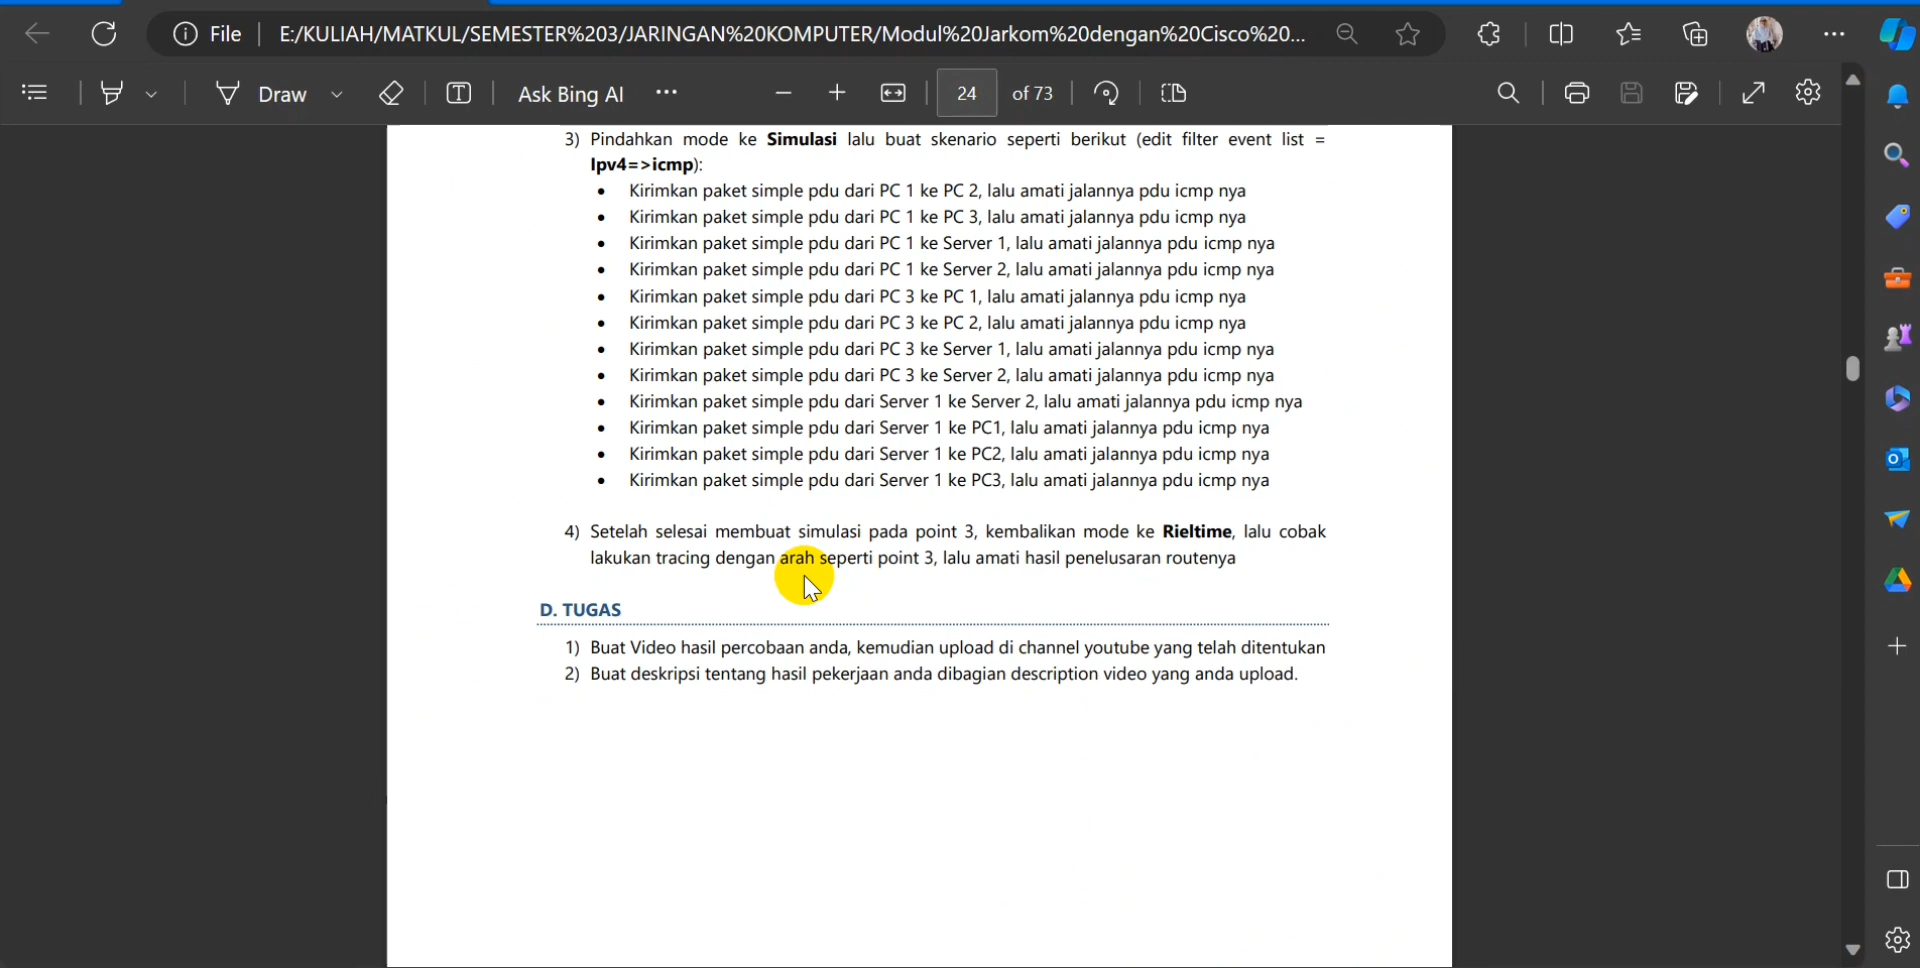 File
E:/KULIAH/MATKUL/SEMESTER%203/JARINGAN%20KOMPUTER/Modul%20Jarkom%20dengan%20Cisco%20...
Draw
Ask Bing AI
24
of 73
3) Pindahkan mode ke Simulasi lalu buat skenario seperti berikut (edit filter event list =
Ipv4=>icmp):
• Kirimkan paket simple pdu dari PC 1 ke PC 2, lalu amati jalannya pdu icmp nya
• Kirimkan paket simple pdu dari PC 1 ke PC 3, lalu amati jalannya pdu icmp nya
• Kirimkan paket simple pdu dari PC 1 ke Server 1, lalu amati jalannya pdu icmp nya
• Kirimkan paket simple pdu dari PC 1 ke Server 2, lalu amati jalannya pdu icmp nya
• Kirimkan paket simple pdu dari PC 3 ke PC 1, lalu amati jalannya pdu icmp nya
• Kirimkan paket simple pdu dari PC 3 ke PC 2, lalu amati jalannya pdu icmp nya
• Kirimkan paket simple pdu dari PC 3 ke Server 1, lalu amati jalannya pdu icmp nya
• Kirimkan paket simple pdu dari PC 3 ke Server 2, lalu amati jalannya pdu icmp nya
• Kirimkan paket simple pdu dari Server 1 ke Server 2, lalu amati jalannya pdu icmp nya
• Kirimkan paket simple pdu dari Server 1 ke PC1, lalu amati jalannya pdu icmp nya
• Kirimkan paket simple pdu dari Server 1 ke PC2, lalu amati jalannya pdu icmp nya
• Kirimkan paket simple pdu dari Server 1 ke PC3, lalu amati jalannya pdu icmp nya
4) Setelah selesai membuat simulasi pada point 3, kembalikan mode ke Rieltime, lalu cobak
lakukan tracing dengan arah seperti point 3, lalu amati hasil penelusaran routenya
D. TUGAS
1) Buat Video hasil percobaan anda, kemudian upload di channel youtube yang telah ditentukan
2) Buat deskripsi tentang hasil pekerjaan anda dibagian description video yang anda upload.